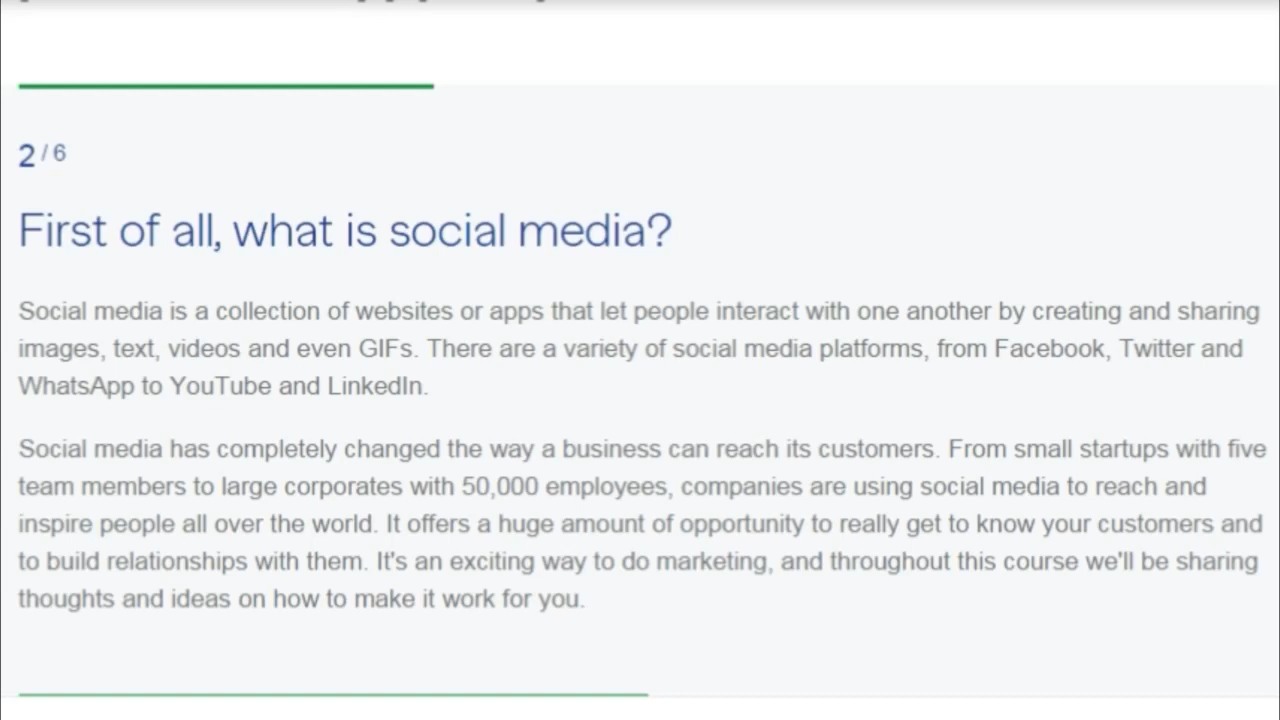 2 / 6
First of all, what is social media?
Social media is a collection of websites or apps that let people interact with one another by creating and sharing
images, text, videos and even GIFs. There are a variety of social media platforms, from Facebook, Twitter and
WhatsApp to YouTube and LinkedIn.
Social media has completely changed the way a business can reach its customers. From small startups with five
team members to large corporates with 50,000 employees, companies are using social media to reach and
inspire people all over the world. It offers a huge amount of opportunity to really get to know your customers and
to build relationships with them. It's an exciting way to do marketing, and throughout this course we'll be sharing
thoughts and ideas on how to make it work for you.